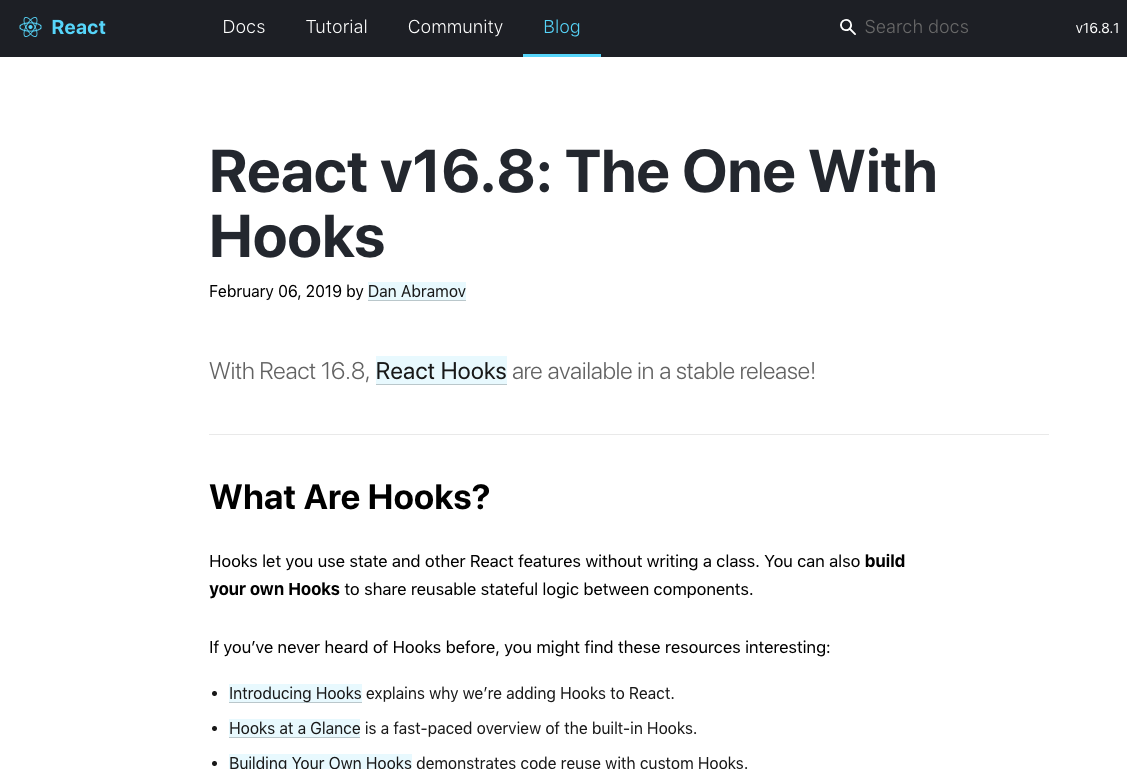 React Docs Tutorial Community Blog Search docs v16.8.1
React v16.8: The One With
Hooks
February 06, 2019 by Dan Abramov
With React 16.8, React Hooks are available in a stable release!
What Are Hooks?
Hooks let you use state and other React features without writing a class. You can also build
your own Hooks to share reusable stateful logic between components.
If you’ve never heard of Hooks before, you might find these resources interesting:
• Introducing Hooks explains why we’re adding Hooks to React.
• Hooks at a Glance is a fast-paced overview of the built-in Hooks.
• Building Your Own Hooks demonstrates code reuse with custom Hooks.